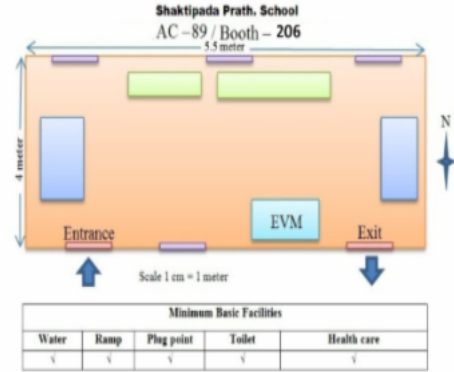 Shaktipada Prath. School
AC -89 / Booth - 206
5.5 meter
4 meter
N
Entrance
EVM
Exit
Scale 1 cm = 1 meter
Minimum Basic Facilities
Water Ramp Plug point Toilet Health care
√ √ √ √ √